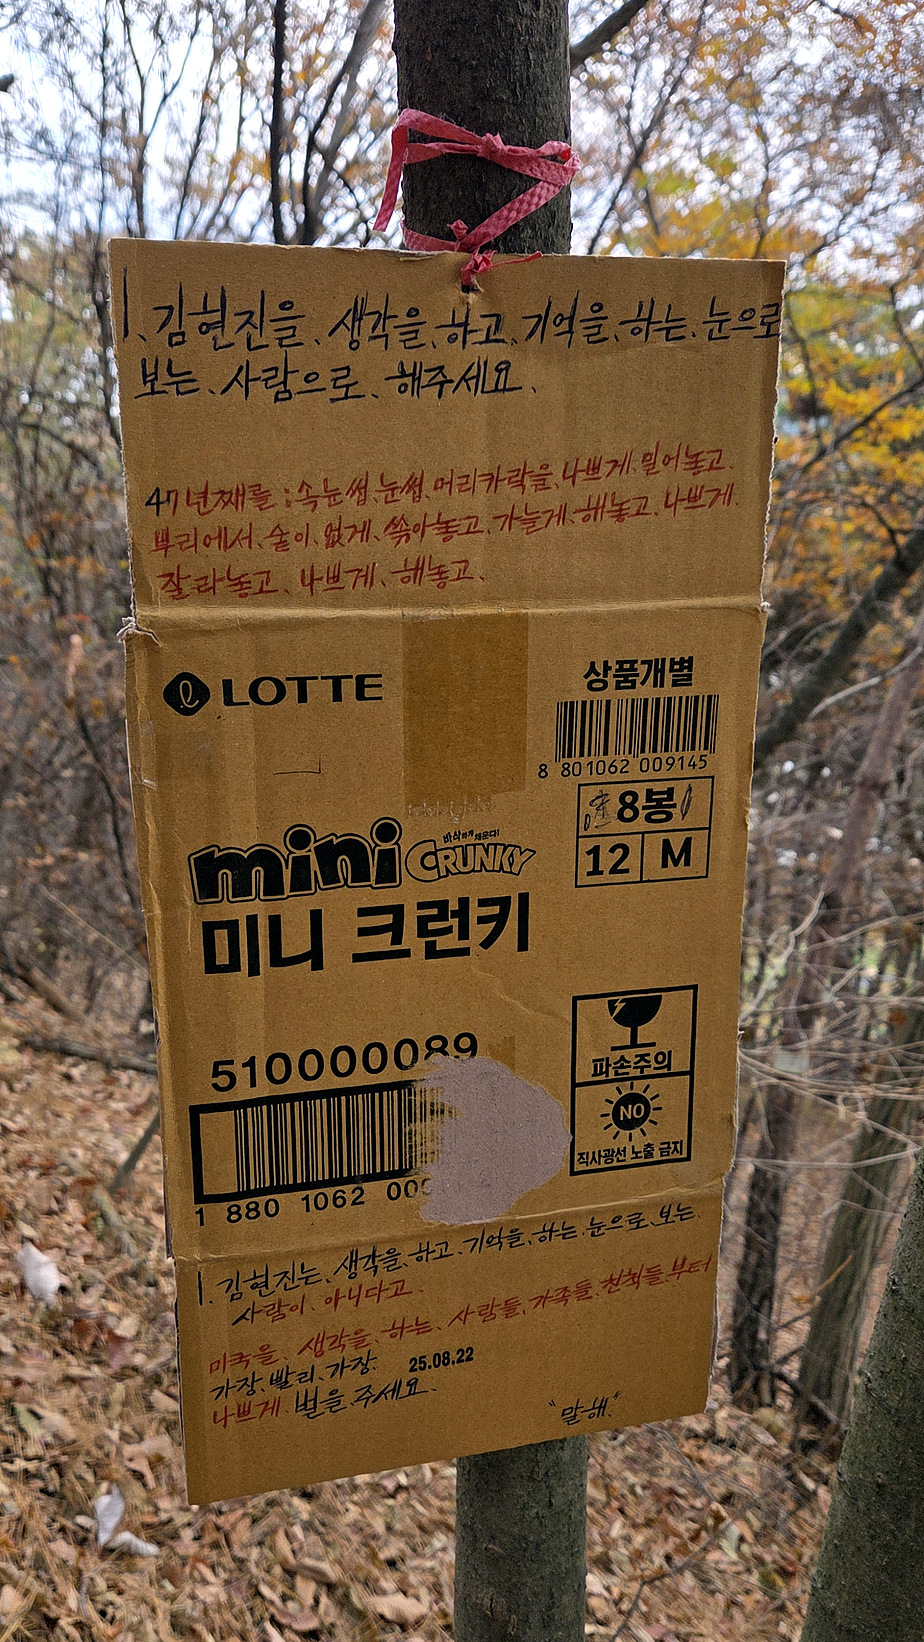 1. 김현진을、생각을、하고、기억을、하는、눈으로
보는、사람으로、해주세요、
47년째를 ; 속눈썹、눈썹、머리카락을、나쁘게、밀어놓고、
뿌리에서、숱이、없게、쏚아놓고、가늘게、해놓고、나쁘게、
잘라놓고、나쁘게、해놓고、
LOTTE
상품개별
8 801062 009145
8봉
12 M
mini 바삭하게 채운다! CRUNKY
미니 크런키
510000089
파손주의
NO
직사광선 노출 금지
1 880 1062 00
1. 김현진는、생각을、하고、기억을、하는、눈으로、보는、
사람이、아니다고、
미국을、생각을、하는、사람들、가족들、친척들、부터
가장、빨리、가장、 25.08.22
나쁘게、벌을、주세요、
"말해"